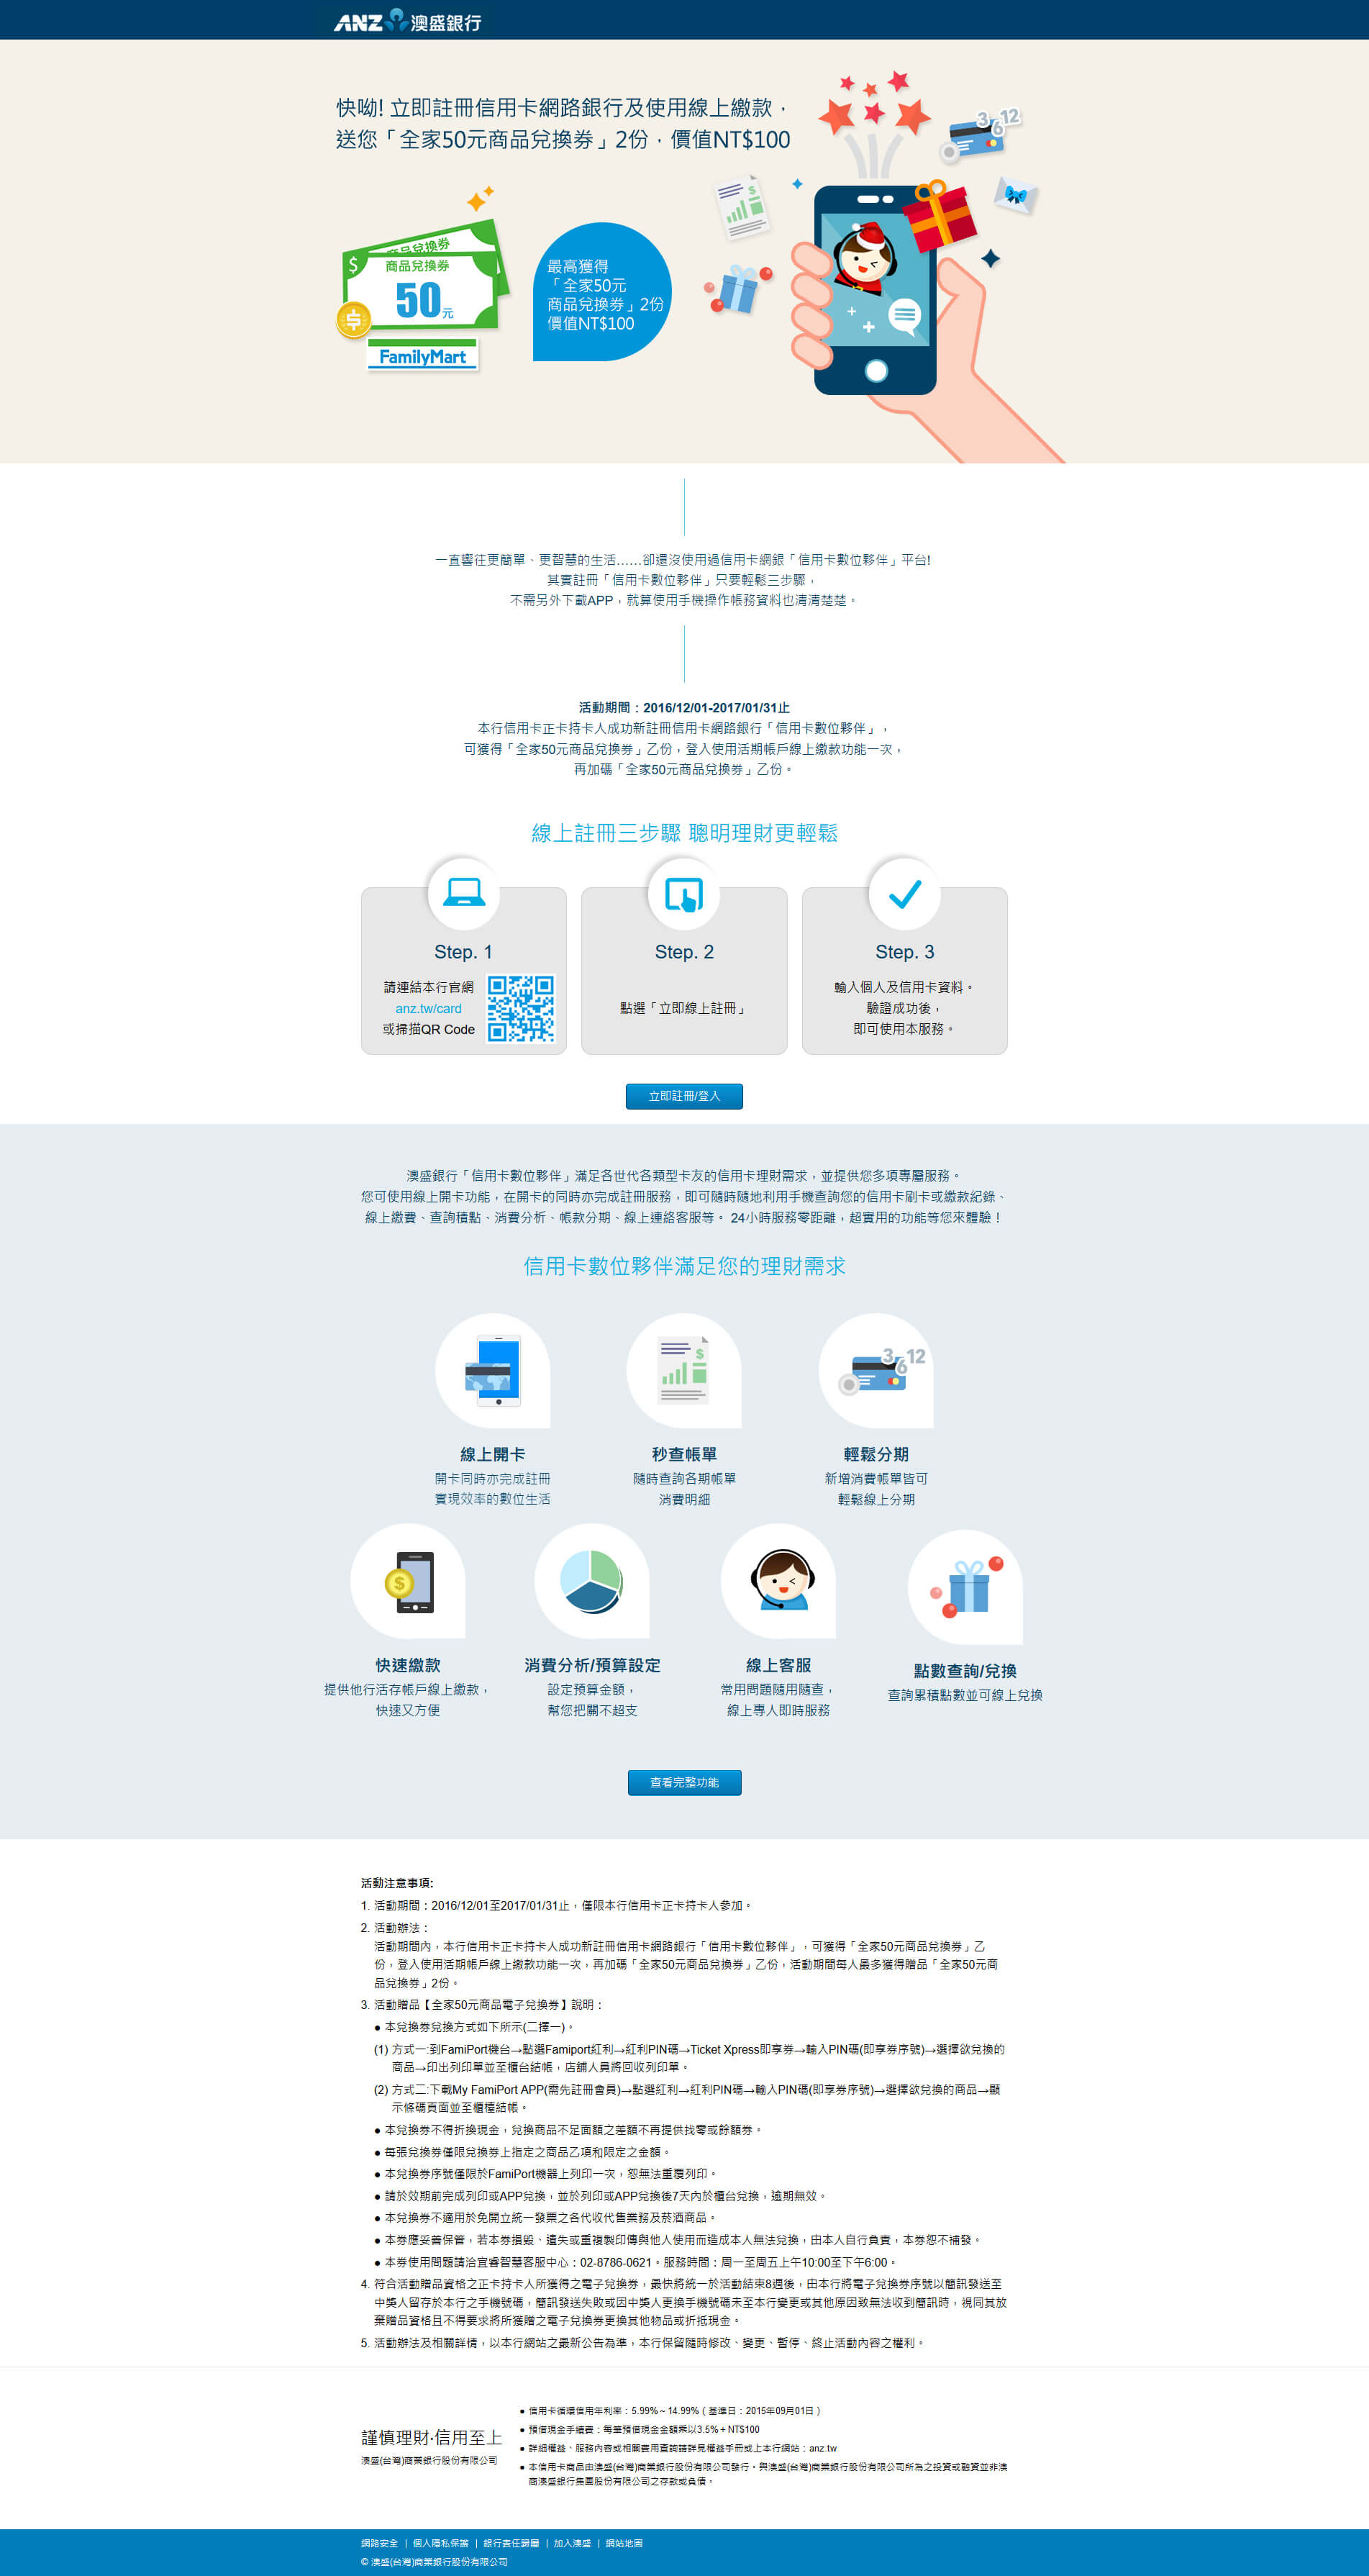 ANZ 澳盛銀行
快呦! 立即註冊信用卡網路銀行及使用線上繳款，
送您「全家50元商品兌換券」2份，價值NT$100
商品兌換券
商品兌換券
50元
FamilyMart
最高獲得
「全家50元
商品兌換券」2份
價值NT$100
3 6 12
一直嚮往更簡單、更智慧的生活……卻還沒使用過信用卡網銀「信用卡數位夥伴」平台!
其實註冊「信用卡數位夥伴」只要輕鬆三步驟，
不需另外下載APP，就算使用手機操作帳務資料也清清楚楚。
活動期間：2016/12/01-2017/01/31止
本行信用卡正卡持卡人成功新註冊信用卡網路銀行「信用卡數位夥伴」，
可獲得「全家50元商品兌換券」乙份，登入使用活期帳戶線上繳款功能一次，
再加碼「全家50元商品兌換券」乙份。
線上註冊三步驟 聰明理財更輕鬆
Step. 1
請連結本行官網
anz.tw/card
或掃描QR Code
Step. 2
點選「立即線上註冊」
Step. 3
輸入個人及信用卡資料。
驗證成功後，
即可使用本服務。
立即註冊/登入
澳盛銀行「信用卡數位夥伴」滿足各世代各類型卡友的信用卡理財需求，並提供您多項專屬服務。
您可使用線上開卡功能，在開卡的同時亦完成註冊服務，即可隨時隨地利用手機查詢您的信用卡刷卡或繳款紀錄、
線上繳費、查詢積點、消費分析、帳款分期、線上連絡客服等。 24小時服務零距離，超實用的功能等您來體驗！
信用卡數位夥伴滿足您的理財需求
3 6 12
線上開卡
開卡同時亦完成註冊
實現效率的數位生活
秒查帳單
隨時查詢各期帳單
消費明細
輕鬆分期
新增消費帳單皆可
輕鬆線上分期
快速繳款
提供他行活存帳戶線上繳款，
快速又方便
消費分析/預算設定
設定預算金額，
幫您把關不超支
線上客服
常用問題隨用隨查，
線上專人即時服務
點數查詢/兌換
查詢累積點數並可線上兌換
查看完整功能
活動注意事項:
1. 活動期間：2016/12/01至2017/01/31止，僅限本行信用卡正卡持卡人參加。
2. 活動辦法：
活動期間內，本行信用卡正卡持卡人成功新註冊信用卡網路銀行「信用卡數位夥伴」，可獲得「全家50元商品兌換券」乙
份，登入使用活期帳戶線上繳款功能一次，再加碼「全家50元商品兌換券」乙份，活動期間每人最多獲得贈品「全家50元商
品兌換券」2份。
3. 活動贈品【全家50元商品電子兌換券】說明：
● 本兌換券兌換方式如下所示(二擇一)。
(1) 方式一:到FamiPort機台→點選Famiport紅利→紅利PIN碼→Ticket Xpress即享券→輸入PIN碼(即享券序號)→選擇欲兌換的
商品→印出列印單並至櫃台結帳，店舖人員將回收列印單。
(2) 方式二:下載My FamiPort APP(需先註冊會員)→點選紅利→紅利PIN碼→輸入PIN碼(即享券序號)→選擇欲兌換的商品→顯
示條碼頁面並至櫃檯結帳。
● 本兌換券不得折換現金，兌換商品不足面額之差額不再提供找零或餘額券。
● 每張兌換券僅限兌換券上指定之商品乙項和限定之金額。
● 本兌換券序號僅限於FamiPort機器上列印一次，恕無法重覆列印。
● 請於效期前完成列印或APP兌換，並於列印或APP兌換後7天內於櫃台兌換，逾期無效。
● 本兌換券不適用於免開立統一發票之各代收代售業務及菸酒商品。
● 本券應妥善保管，若本券損毀、遺失或重複製印傳與他人使用而造成本人無法兌換，由本人自行負責，本券恕不補發。
● 本券使用問題請洽宜睿智慧客服中心：02-8786-0621。服務時間：周一至周五上午10:00至下午6:00。
4. 符合活動贈品資格之正卡持卡人所獲得之電子兌換券，最快將統一於活動結束8週後，由本行將電子兌換券序號以簡訊發送至
中獎人留存於本行之手機號碼，簡訊發送失敗或因中獎人更換手機號碼未至本行變更或其他原因致無法收到簡訊時，視同其放
棄贈品資格且不得要求將所獲贈之電子兌換券更換其他物品或折抵現金。
5. 活動辦法及相關詳情，以本行網站之最新公告為準，本行保留隨時修改、變更、暫停、終止活動內容之權利。
謹慎理財·信用至上
澳盛(台灣)商業銀行股份有限公司
● 信用卡循環信用年利率：5.99%～14.99%（基準日：2015年09月01日）
● 預借現金手續費：每筆預借現金金額乘以3.5%＋NT$100
● 詳細權益、服務內容或相關費用查詢請詳見權益手冊或上本行網站：anz.tw
● 本信用卡商品由澳盛(台灣)商業銀行股份有限公司發行。與澳盛(台灣)商業銀行股份有限公司所為之投資或融資並非澳
商澳盛銀行集團股份有限公司之存款或負債。
網路安全 | 個人隱私保護 | 銀行責任歸屬 | 加入澳盛 | 網站地圖
© 澳盛(台灣)商業銀行股份有限公司